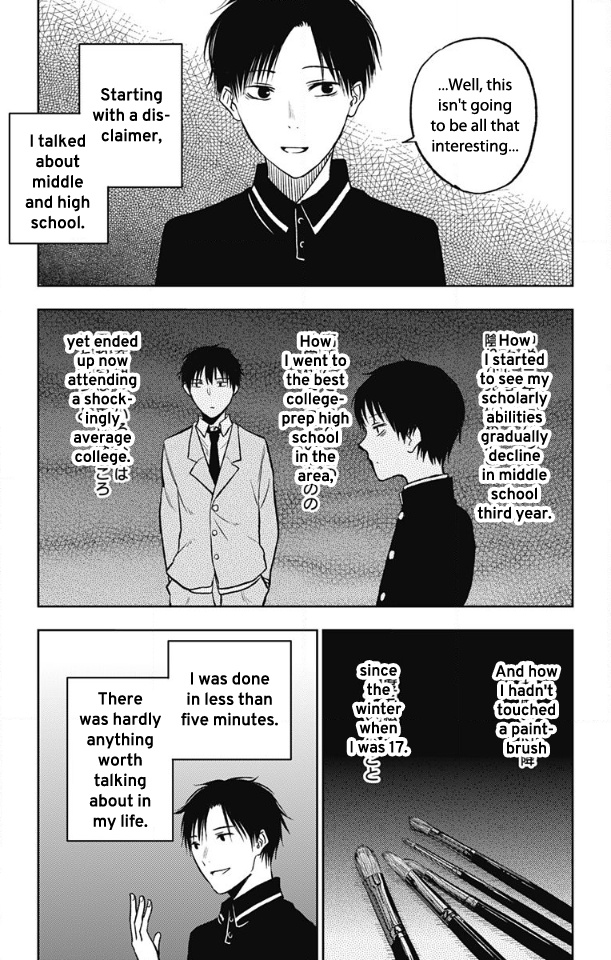 ...Well, this
isn't going
to be all that
interesting...
Starting
with a dis-
claimer,
I talked
about
middle
and high
school.
How
I started
to see my
scholarly
abilities
gradually
decline
in middle
school
third year.
How
I went to
the best
college-
prep high
school
in the
area,
yet ended
up now
attending
a shock-
ingly
average
college.
And how
I hadn't
touched
a paint-
brush
since
the
winter
when
I was 17.
I was done
in less than
five minutes.
There
was hardly
anything
worth
talking
about in
my life.